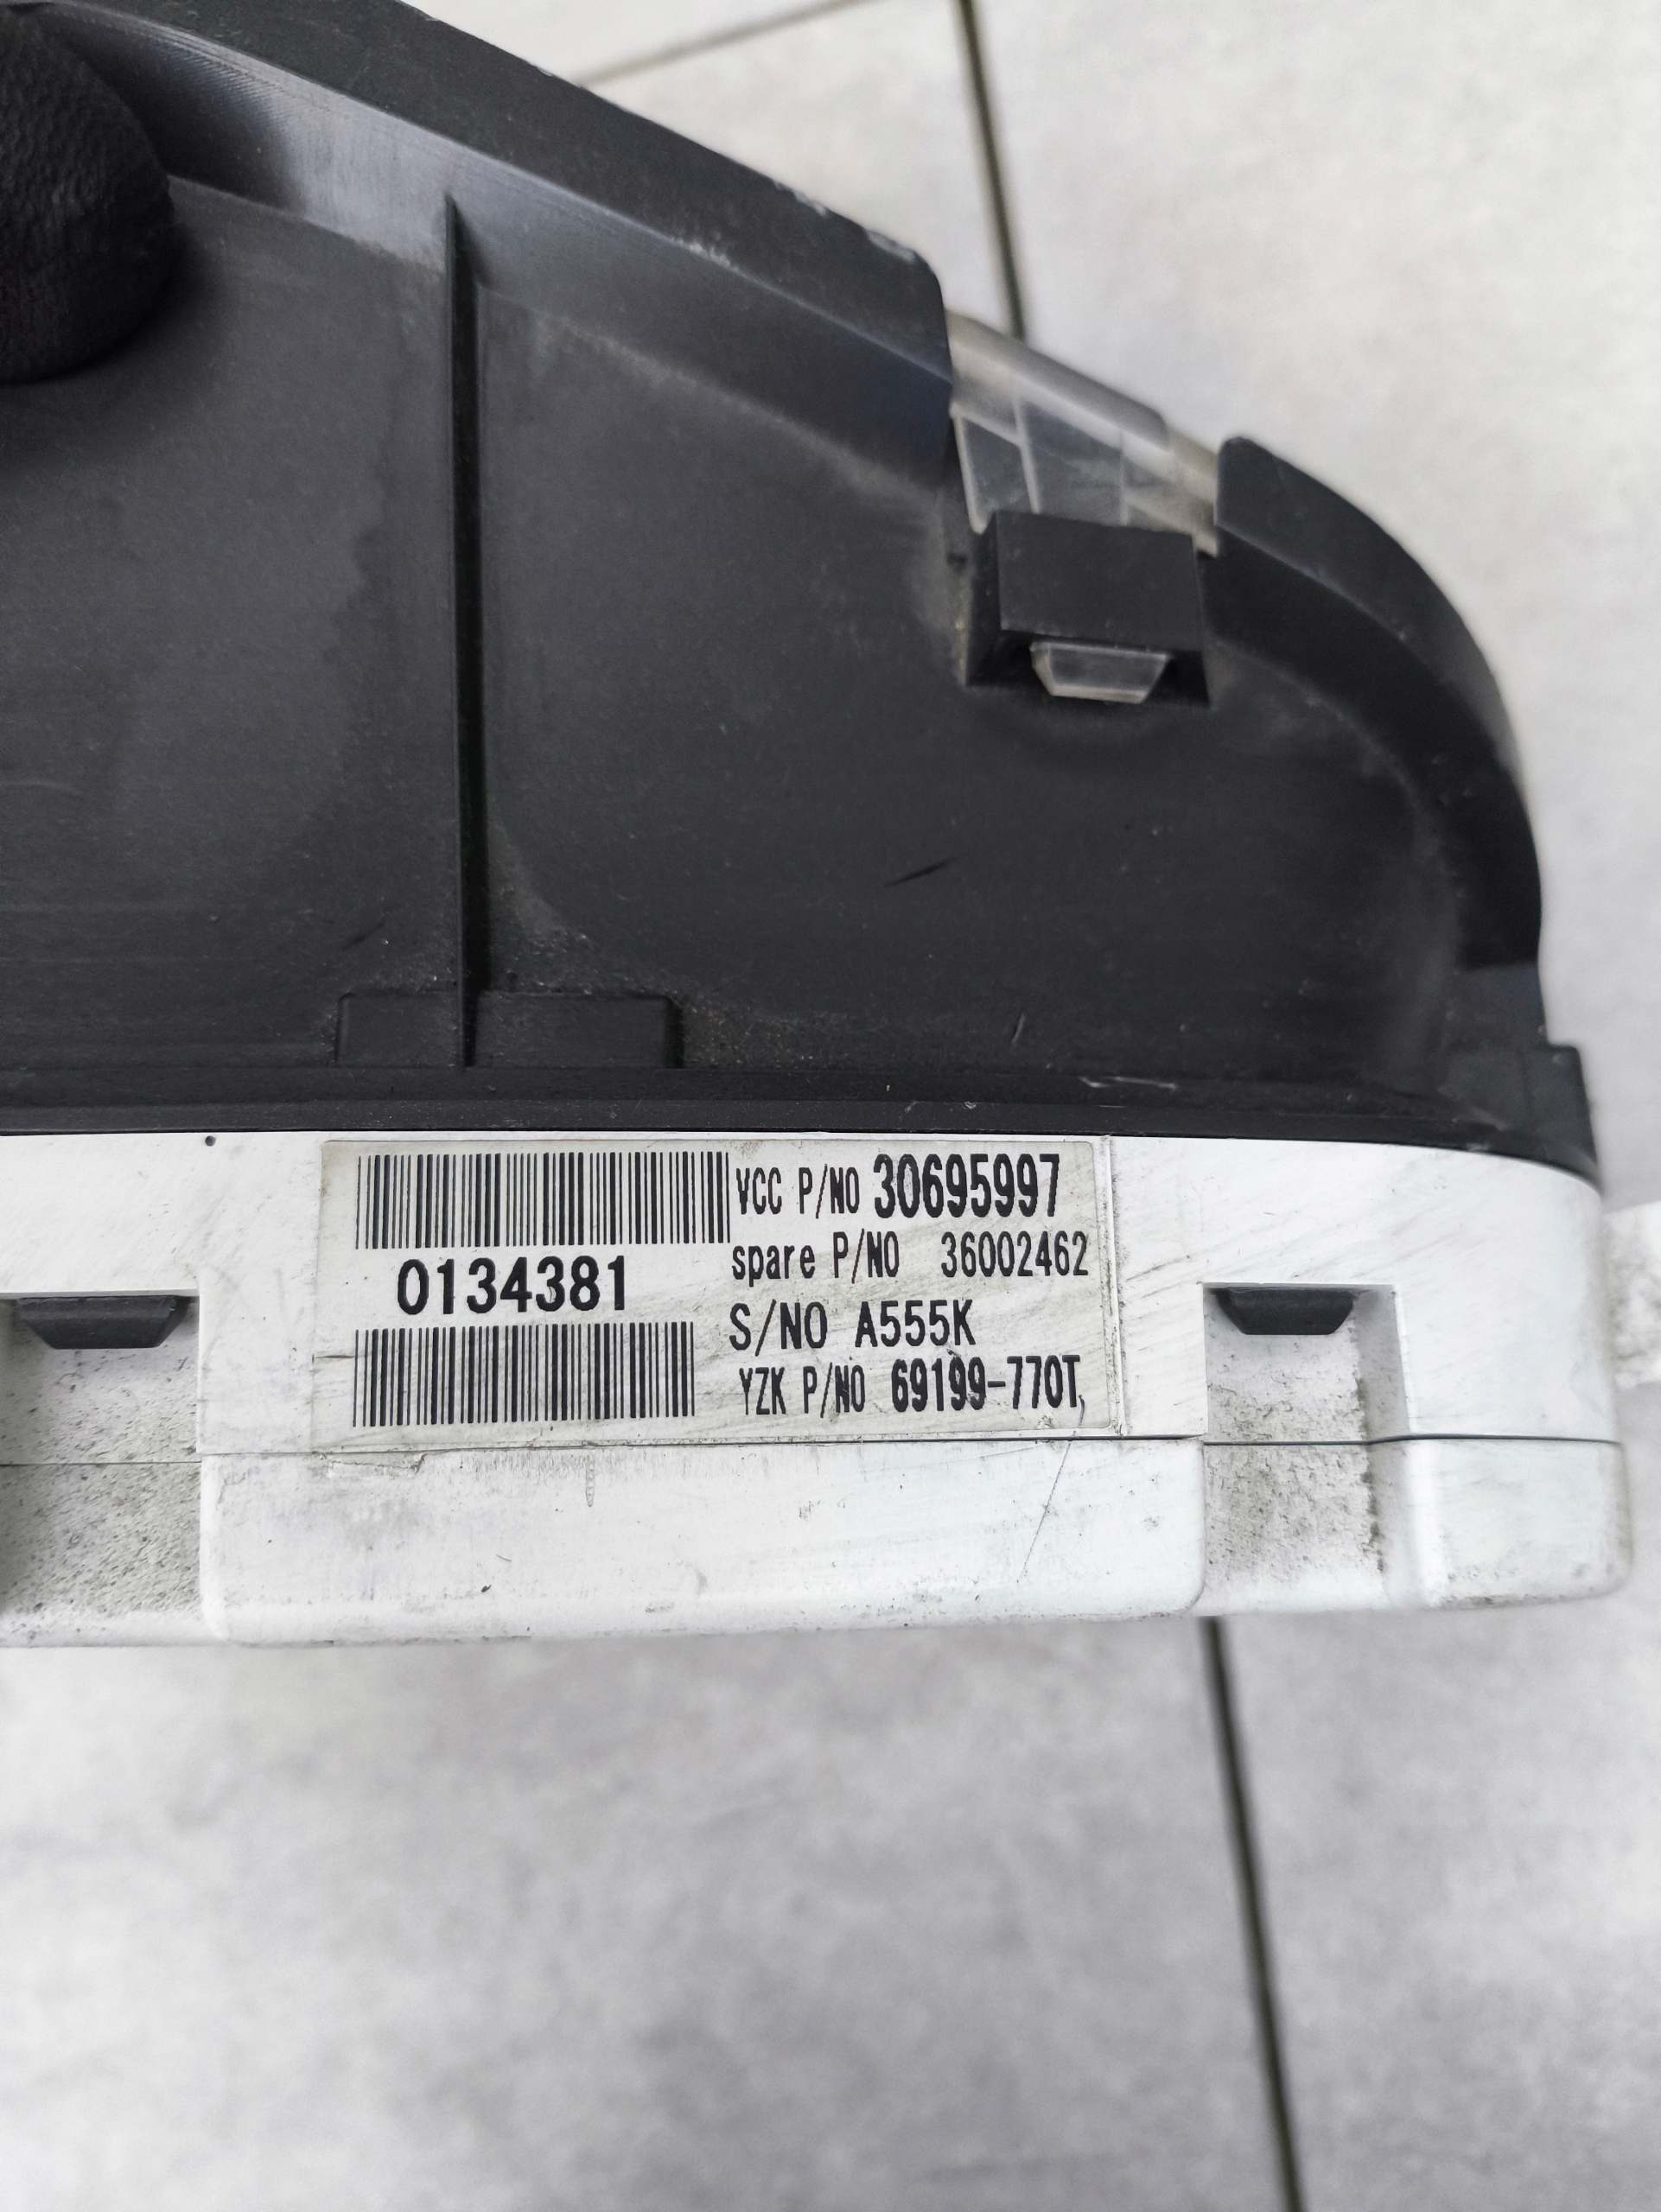 VCC P/NO 30695997
spare P/NO 36002462
0134381
S/NO A555K
YZK P/NO 69199-770T